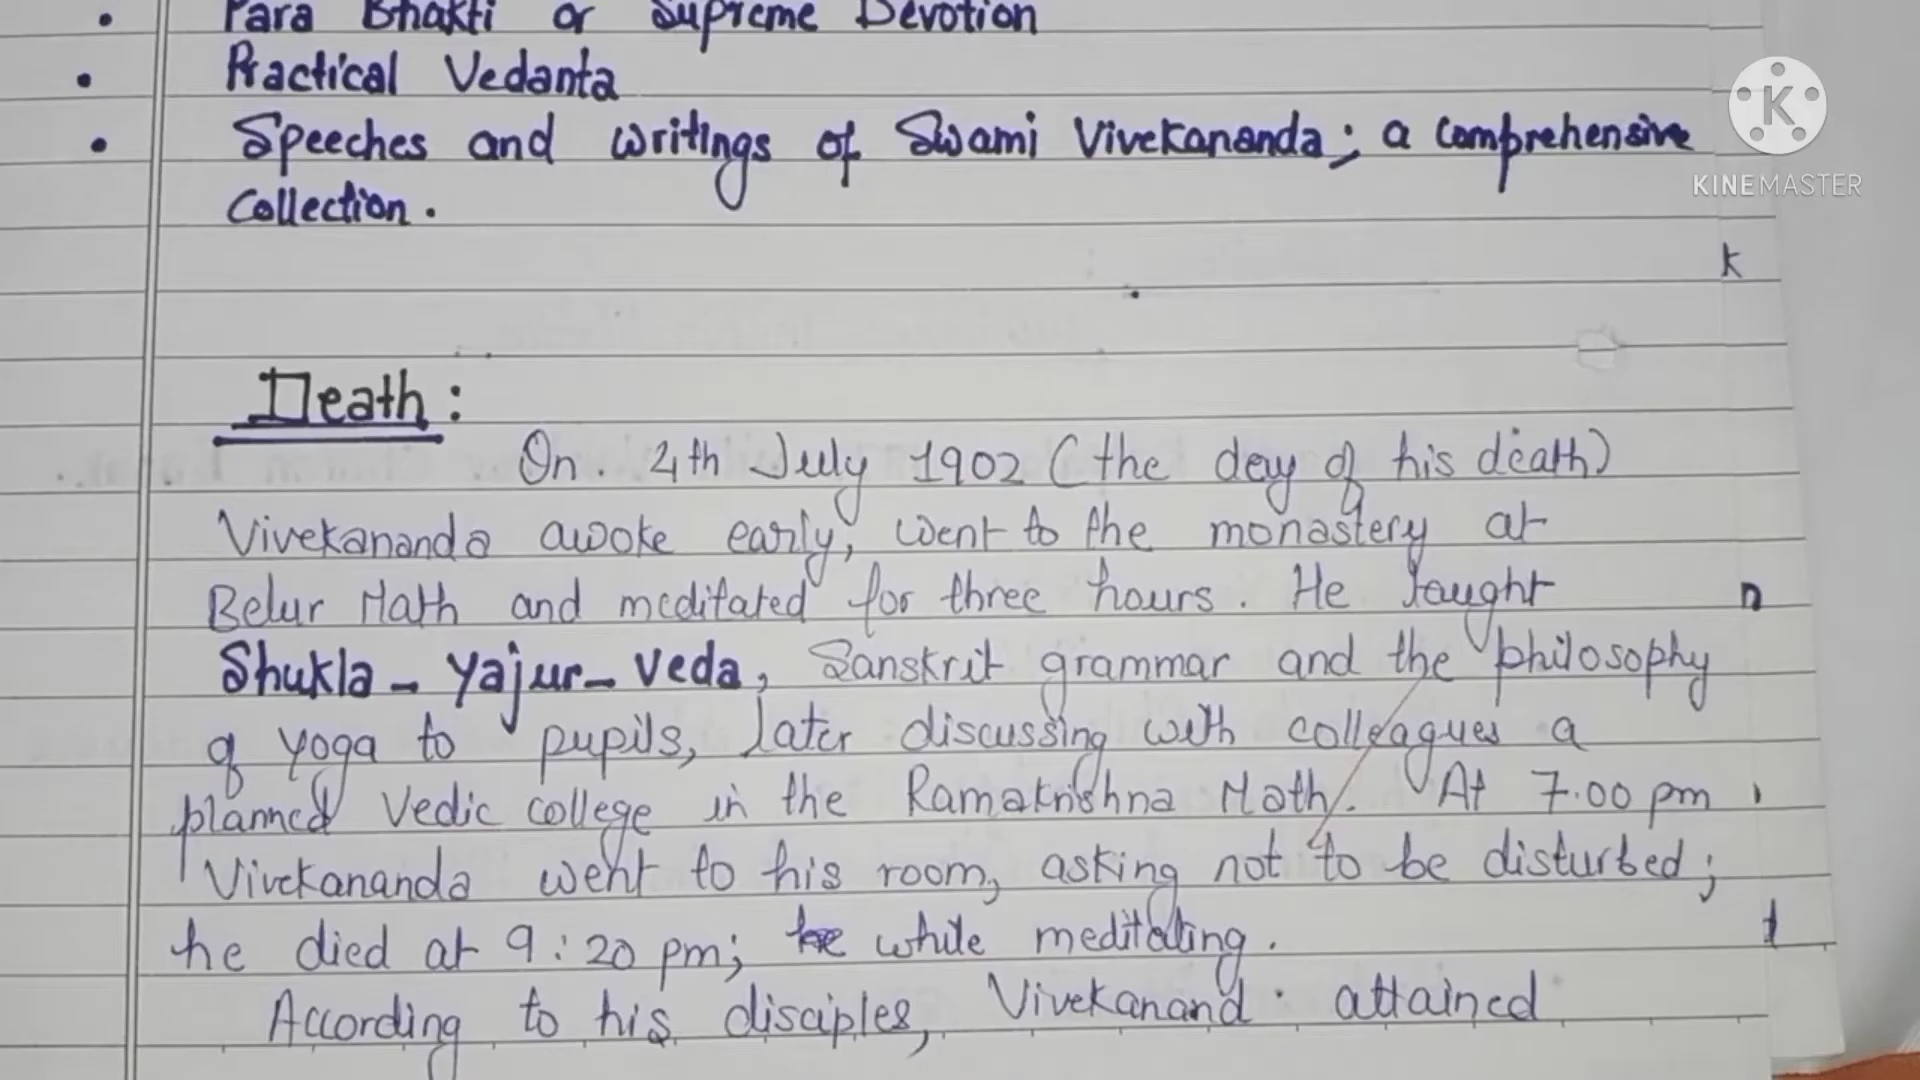 • Para Bhakti or Supreme Devotion
• Practical Vedanta
• Speeches and writings of Swami Vivekananda; a comprehensive
collection.
K
KINEMASTER
k
Death:
On. 4th July 1902 (the day of his death)
Vivekananda awoke early, went to the monastery at
Belur Math and meditated for three hours. He taught
n
Shukla - Yajur - Veda, Sanskrit grammar and the philosophy
of yoga to pupils, later discussing with colleagues a
planned Vedic college in the Ramakrishna Math. At 7.00 pm
Vivekananda went to his room, asking not to be disturbed;
he died at 9:20 pm; while meditating.
According to his disciples, Vivekanand attained